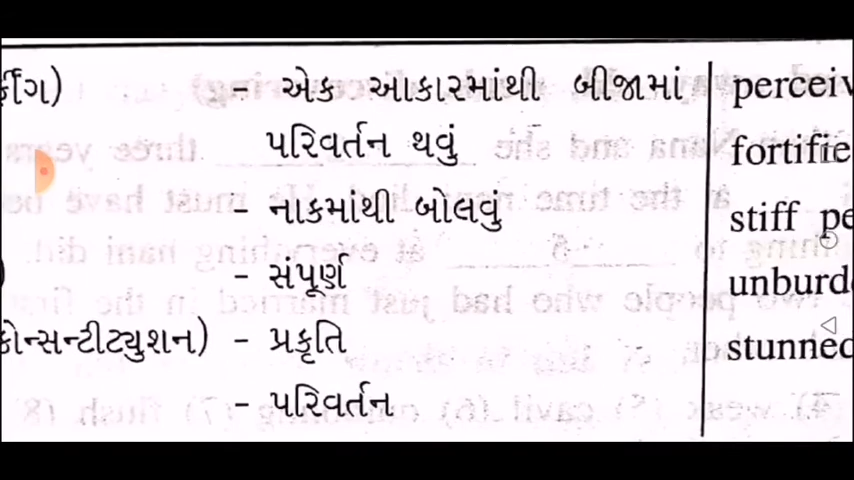 - એક આકારમાંથી બીજામાં
પરિવર્તન થવું
- નાકમાંથી બોલવું
- સંપૂર્ણ
કોન્સન્ટીટ્યુશન) - પ્રકૃતિ
- પરિવર્તન
perceiv
fortifie
stiff pe
unburd
stunned